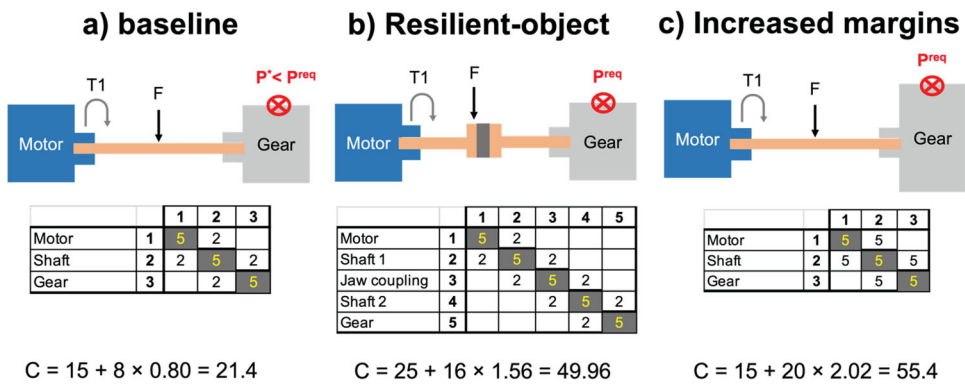 a) baseline
b) Resilient-object
c) Increased margins
P* < P^req
T1
F
Motor
Gear
P^req
T1
F
Motor
Gear
P^req
T1
F
Motor
Gear
1 2 3
Motor 1 5 2
Shaft 2 2 5 2
Gear 3 2 5
1 2 3 4 5
Motor 1 5 2
Shaft 1 2 2 5 2
Jaw coupling 3 2 5 2
Shaft 2 4 2 5 2
Gear 5 2 5
1 2 3
Motor 1 5 5
Shaft 2 5 5 5
Gear 3 5 5
C = 15 + 8 × 0.80 = 21.4
C = 25 + 16 × 1.56 = 49.96
C = 15 + 20 × 2.02 = 55.4